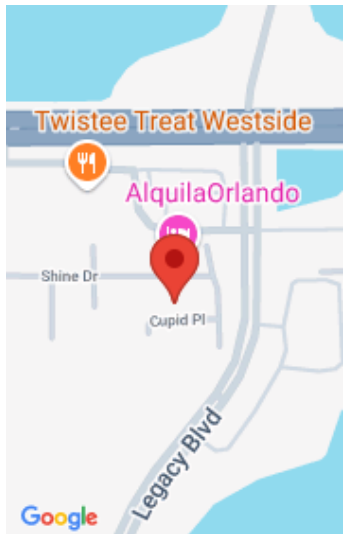 Twistee Treat Westside
AlquilaOrlando
Shine Dr
Cupid Pl
Legacy Blvd
Google